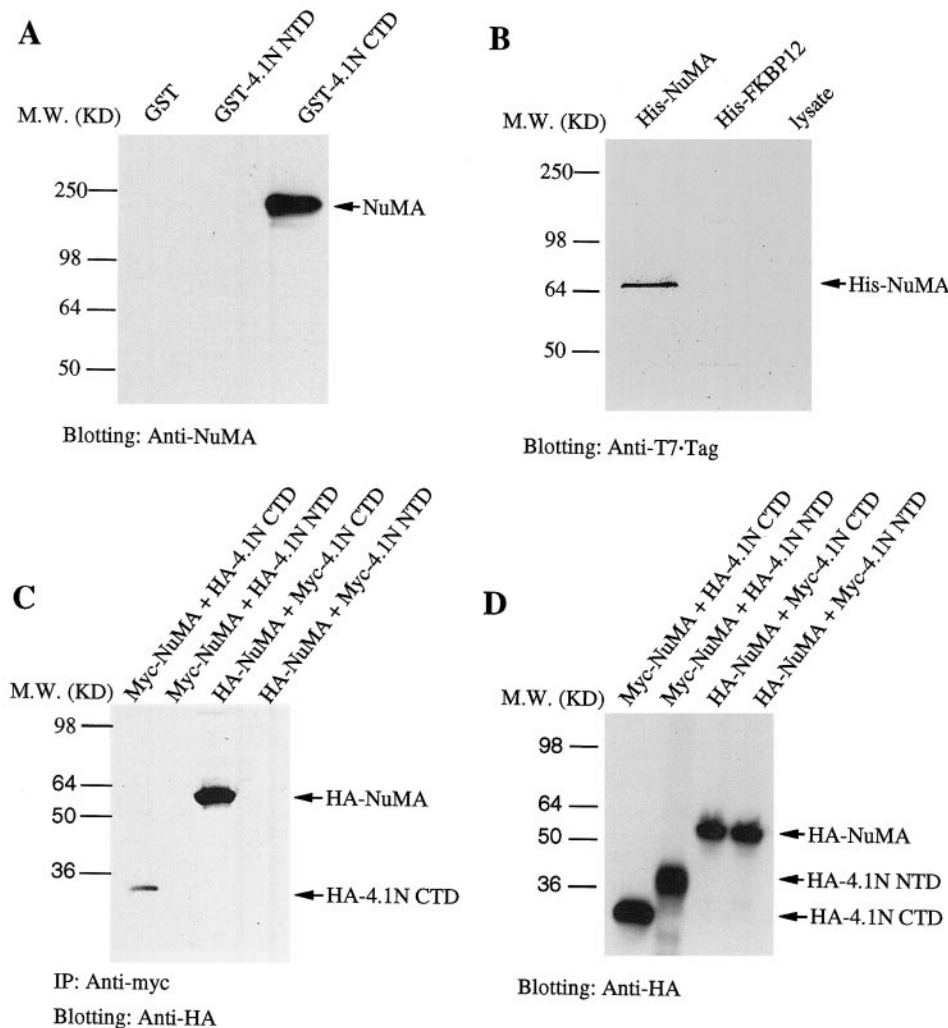 A
GST
GST-4.1N NTD
GST-4.1N CTD
M.W. (KD)
250
98
64
50
NuMA
Blotting: Anti-NuMA
B
His-NuMA
His-FKBP12
lysate
M.W. (KD)
250
98
64
50
His-NuMA
Blotting: Anti-T7·Tag
C
Myc-NuMA + HA-4.1N CTD
Myc-NuMA + HA-4.1N NTD
HA-NuMA + Myc-4.1N CTD
HA-NuMA + Myc-4.1N NTD
M.W. (KD)
98
64
50
36
HA-NuMA
HA-4.1N CTD
IP: Anti-myc
Blotting: Anti-HA
D
Myc-NuMA + HA-4.1N CTD
Myc-NuMA + HA-4.1N NTD
HA-NuMA + Myc-4.1N CTD
HA-NuMA + Myc-4.1N NTD
M.W. (KD)
98
64
50
36
HA-NuMA
HA-4.1N NTD
HA-4.1N CTD
Blotting: Anti-HA